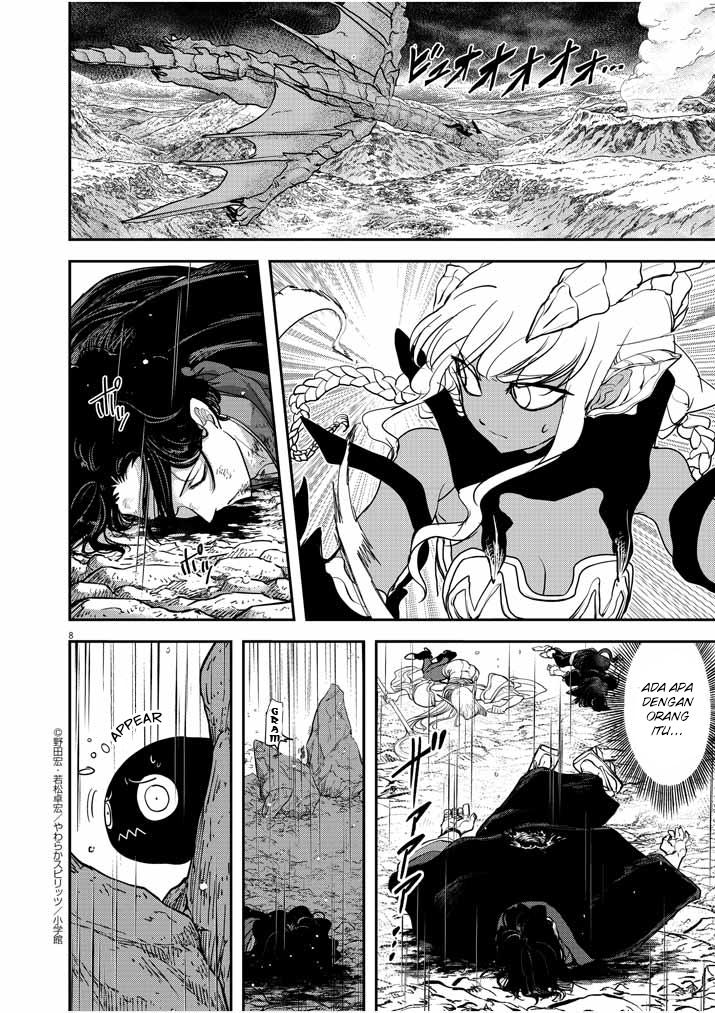 ビュオオオオオ…
ポッ
ポッ
ADA APA
DENGAN
ORANG
ITU...
ザアアア
GRAM
APPEAR
8
©野田宏・若松卓宏／やわらかスピリッツ／小学館